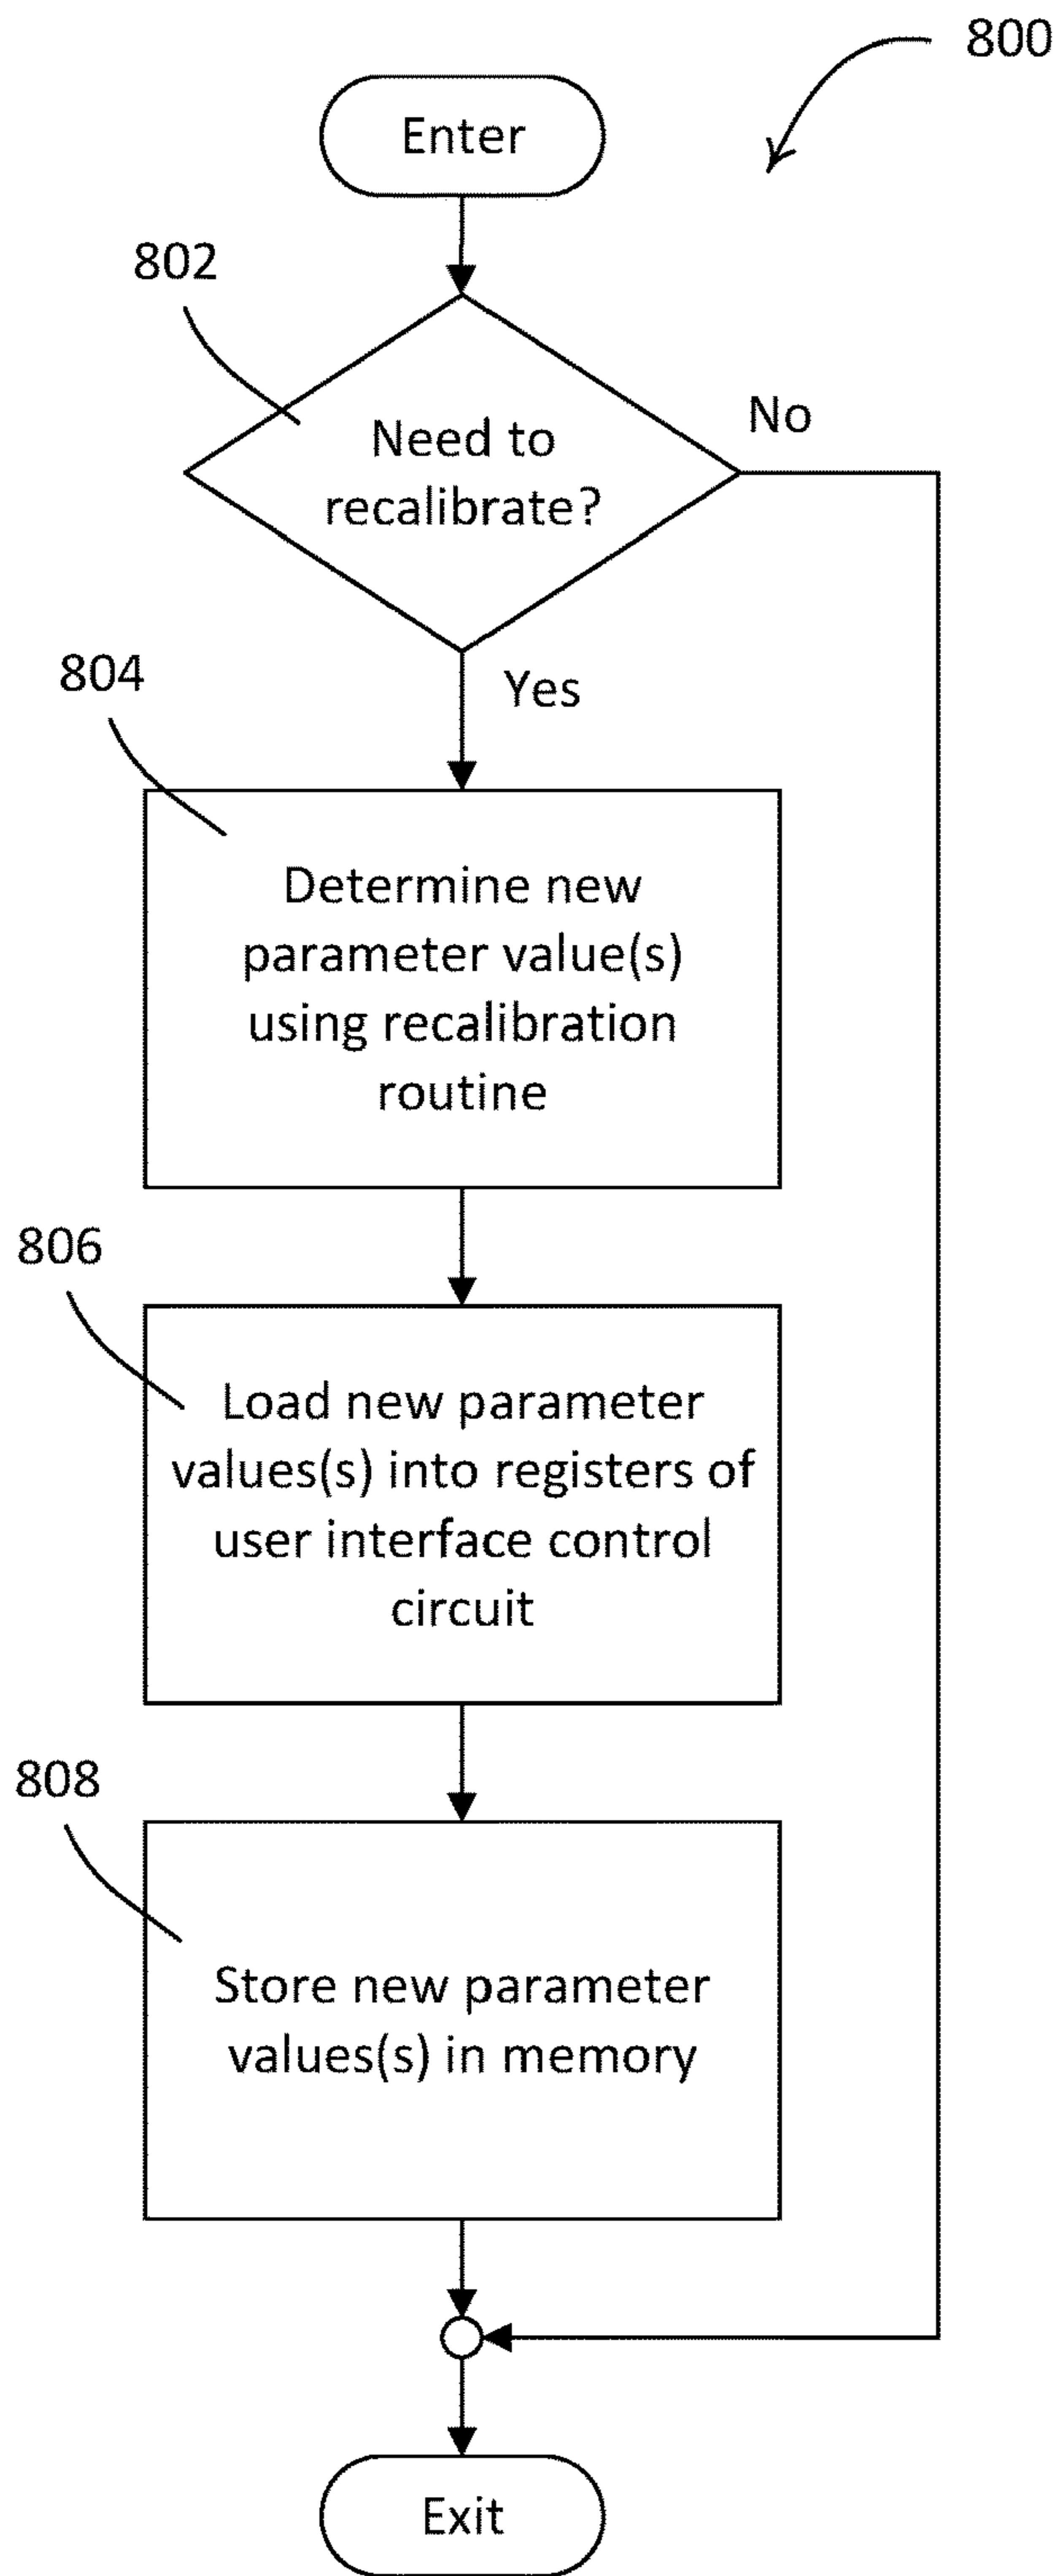 800
Enter
802
Need to
recalibrate?
No
Yes
804
Determine new
parameter value(s)
using recalibration
routine
806
Load new parameter
values(s) into registers of
user interface control
circuit
808
Store new parameter
values(s) in memory
Exit